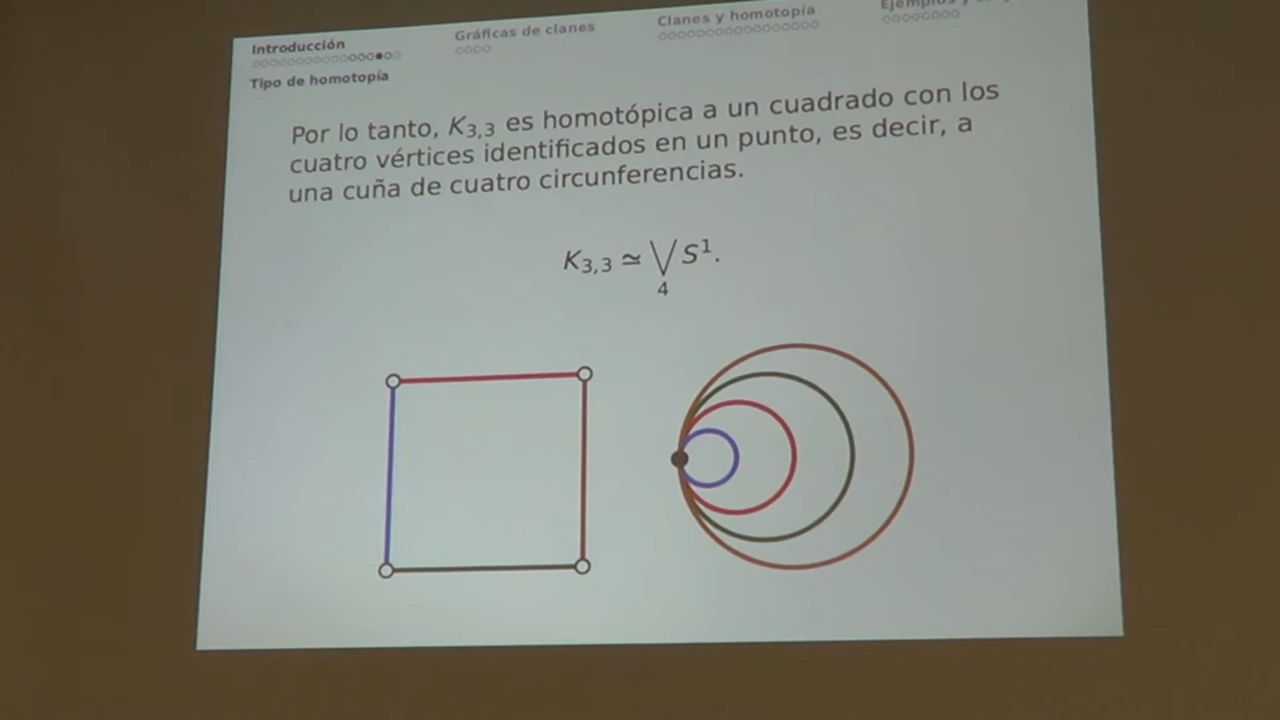 Introducción
Gráficas de clanes
Clanes y homotopía
Tipo de homotopía
Por lo tanto, K3,3 es homotópica a un cuadrado con los
cuatro vértices identificados en un punto, es decir, a
una cuña de cuatro circunferencias.
K3,3 ≃ ⋁ S¹.
4